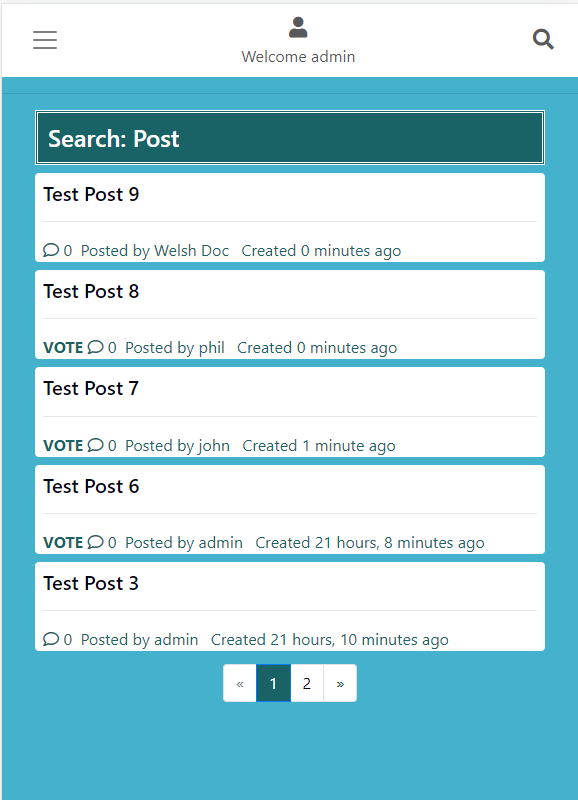 Welcome admin
Search: Post
Test Post 9
0 Posted by Welsh Doc Created 0 minutes ago
Test Post 8
VOTE 0 Posted by phil Created 0 minutes ago
Test Post 7
VOTE 0 Posted by john Created 1 minute ago
Test Post 6
VOTE 0 Posted by admin Created 21 hours, 8 minutes ago
Test Post 3
0 Posted by admin Created 21 hours, 10 minutes ago
« 1 2 »